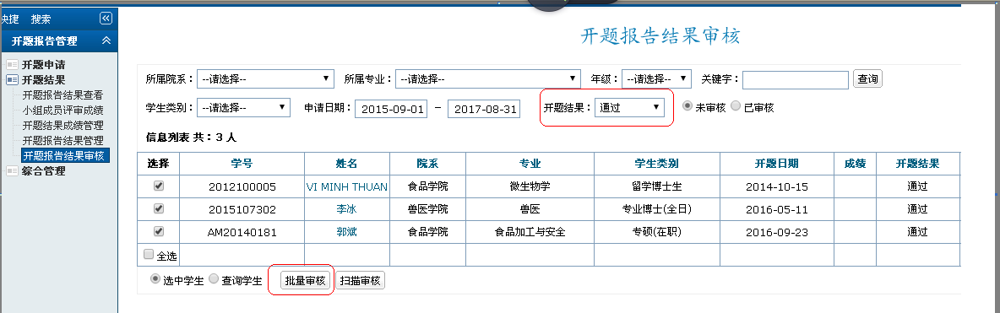 快捷 搜索
开题报告管理
开题申请
开题结果
开题报告结果查看
小组成员评审成绩
开题结果成绩管理
开题报告结果管理
开题报告结果审核
综合管理
开题报告结果审核
所属院系： --请选择-- 所属专业： --请选择-- 年级： --请选择-- 关键字： 查询
学生类别： --请选择-- 申请日期： 2015-09-01 - 2017-08-31 开题结果： 通过 未审核 已审核
信息列表 共：3 人
选择 学号 姓名 院系 专业 学生类别 开题日期 成绩 开题结果
2012100005 VI MINH THUAN 食品学院 微生物学 留学博士生 2014-10-15 通过
2015107302 李冰 兽医学院 兽医 专业博士(全日) 2016-05-11 通过
AM20140181 郭斌 食品学院 食品加工与安全 专硕(在职) 2016-09-23 通过
全选
选中学生 查询学生 批量审核 扫描审核